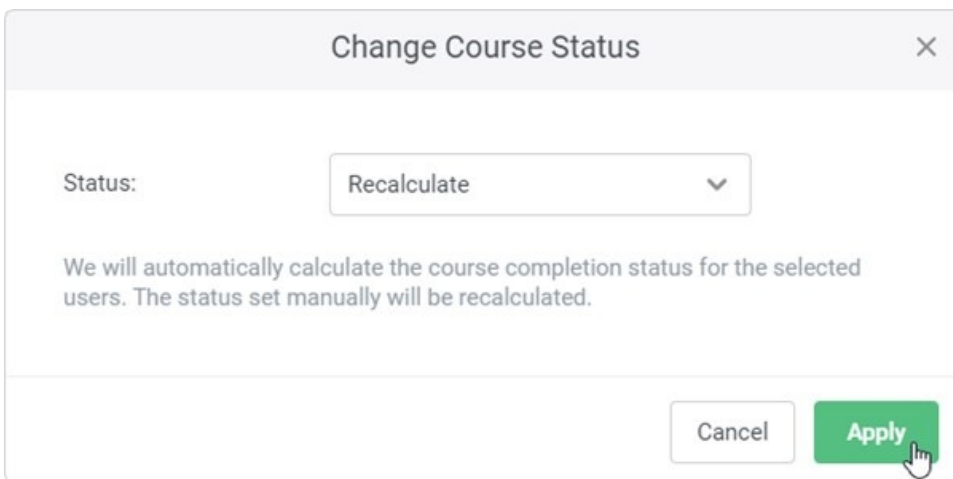 Change Course Status
Status:
Recalculate
We will automatically calculate the course completion status for the selected
users. The status set manually will be recalculated.
Cancel
Apply